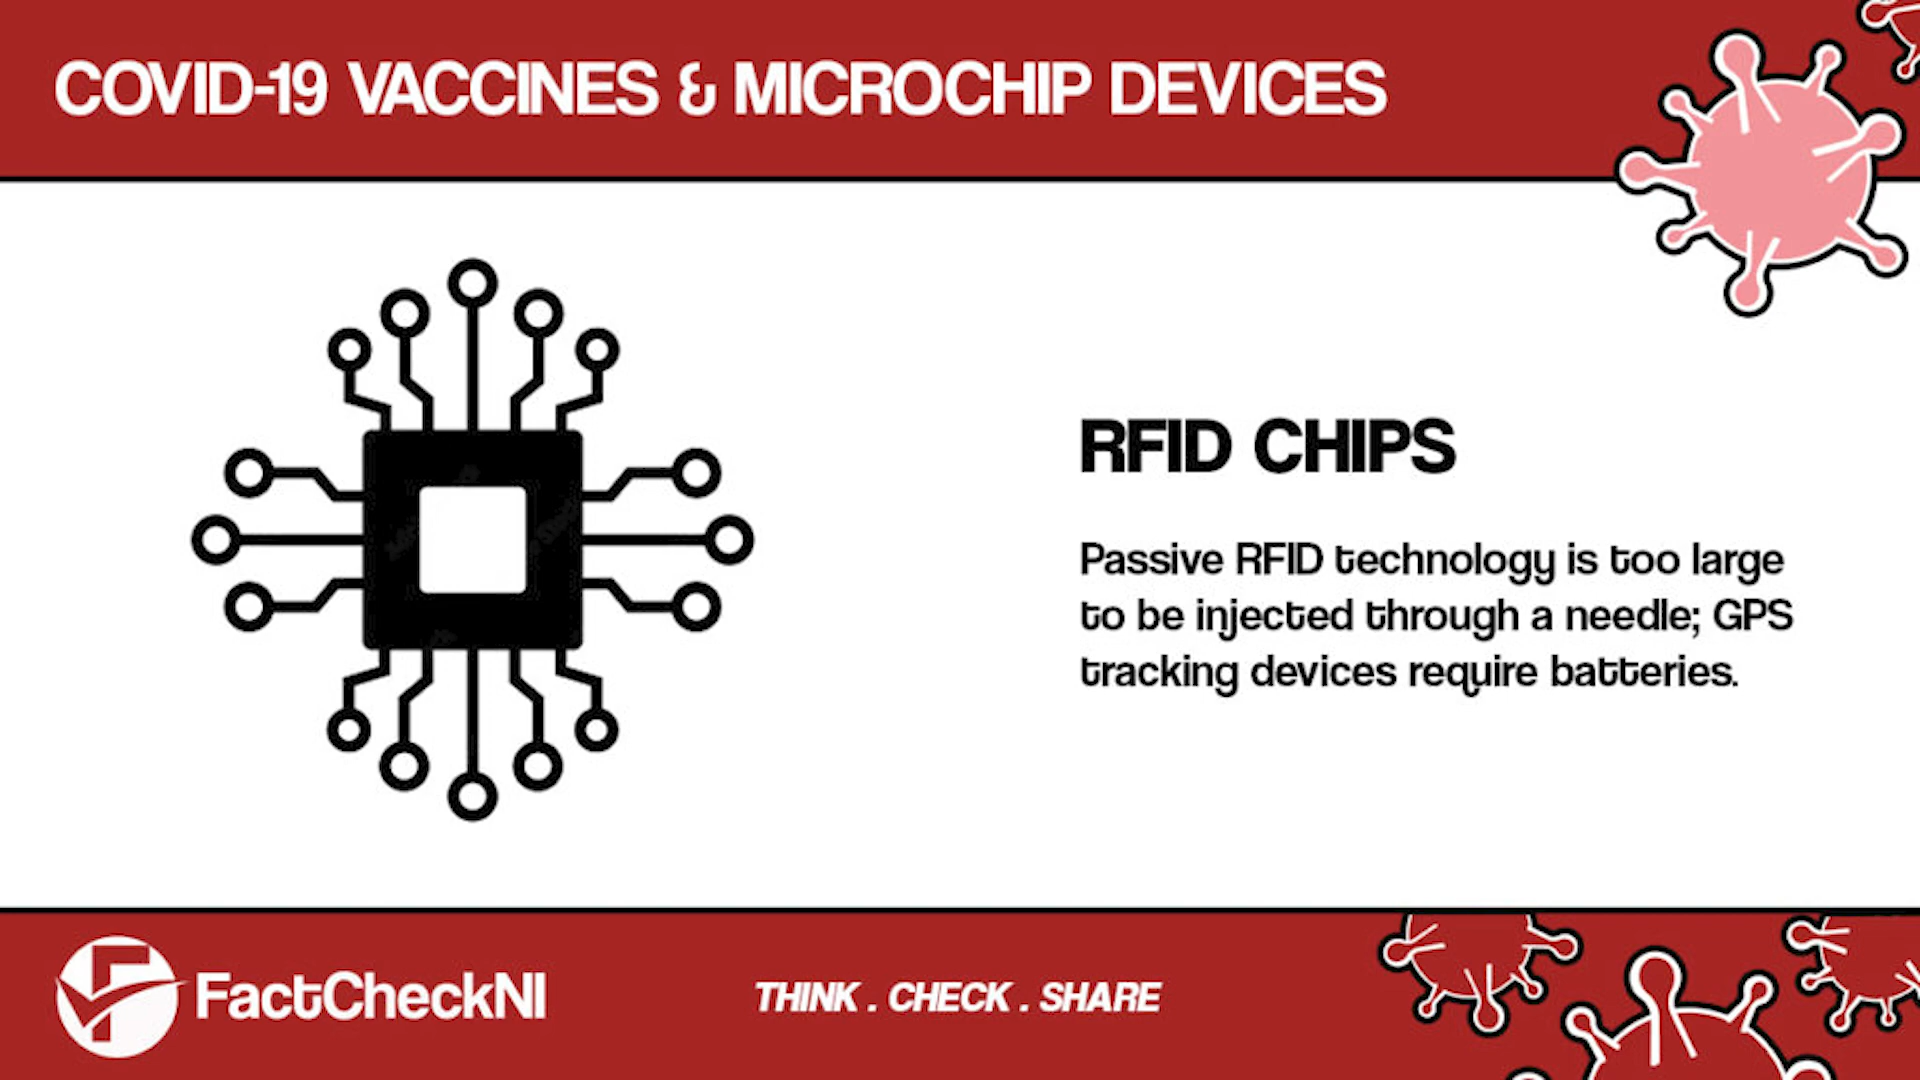 COVID-19 VACCINES & MICROCHIP DEVICES
RFID CHIPS
Passive RFID technology is too large
to be injected through a needle; GPS
tracking devices require batteries.
FactCheckNI
THINK . CHECK . SHARE